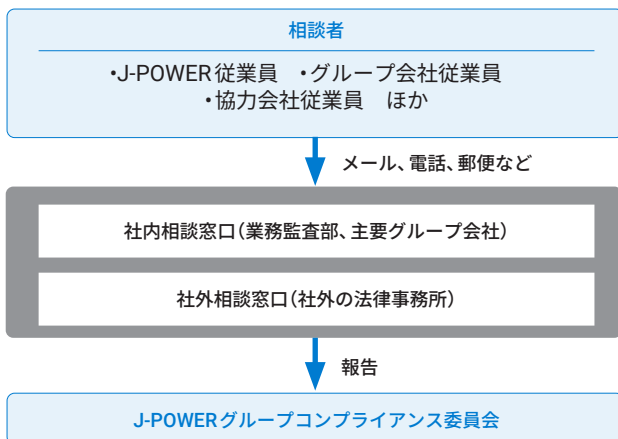 相談者
・J-POWER従業員　・グループ会社従業員
・協力会社従業員　ほか
メール、電話、郵便など
社内相談窓口（業務監査部、主要グループ会社）
社外相談窓口（社外の法律事務所）
報告
J-POWERグループコンプライアンス委員会